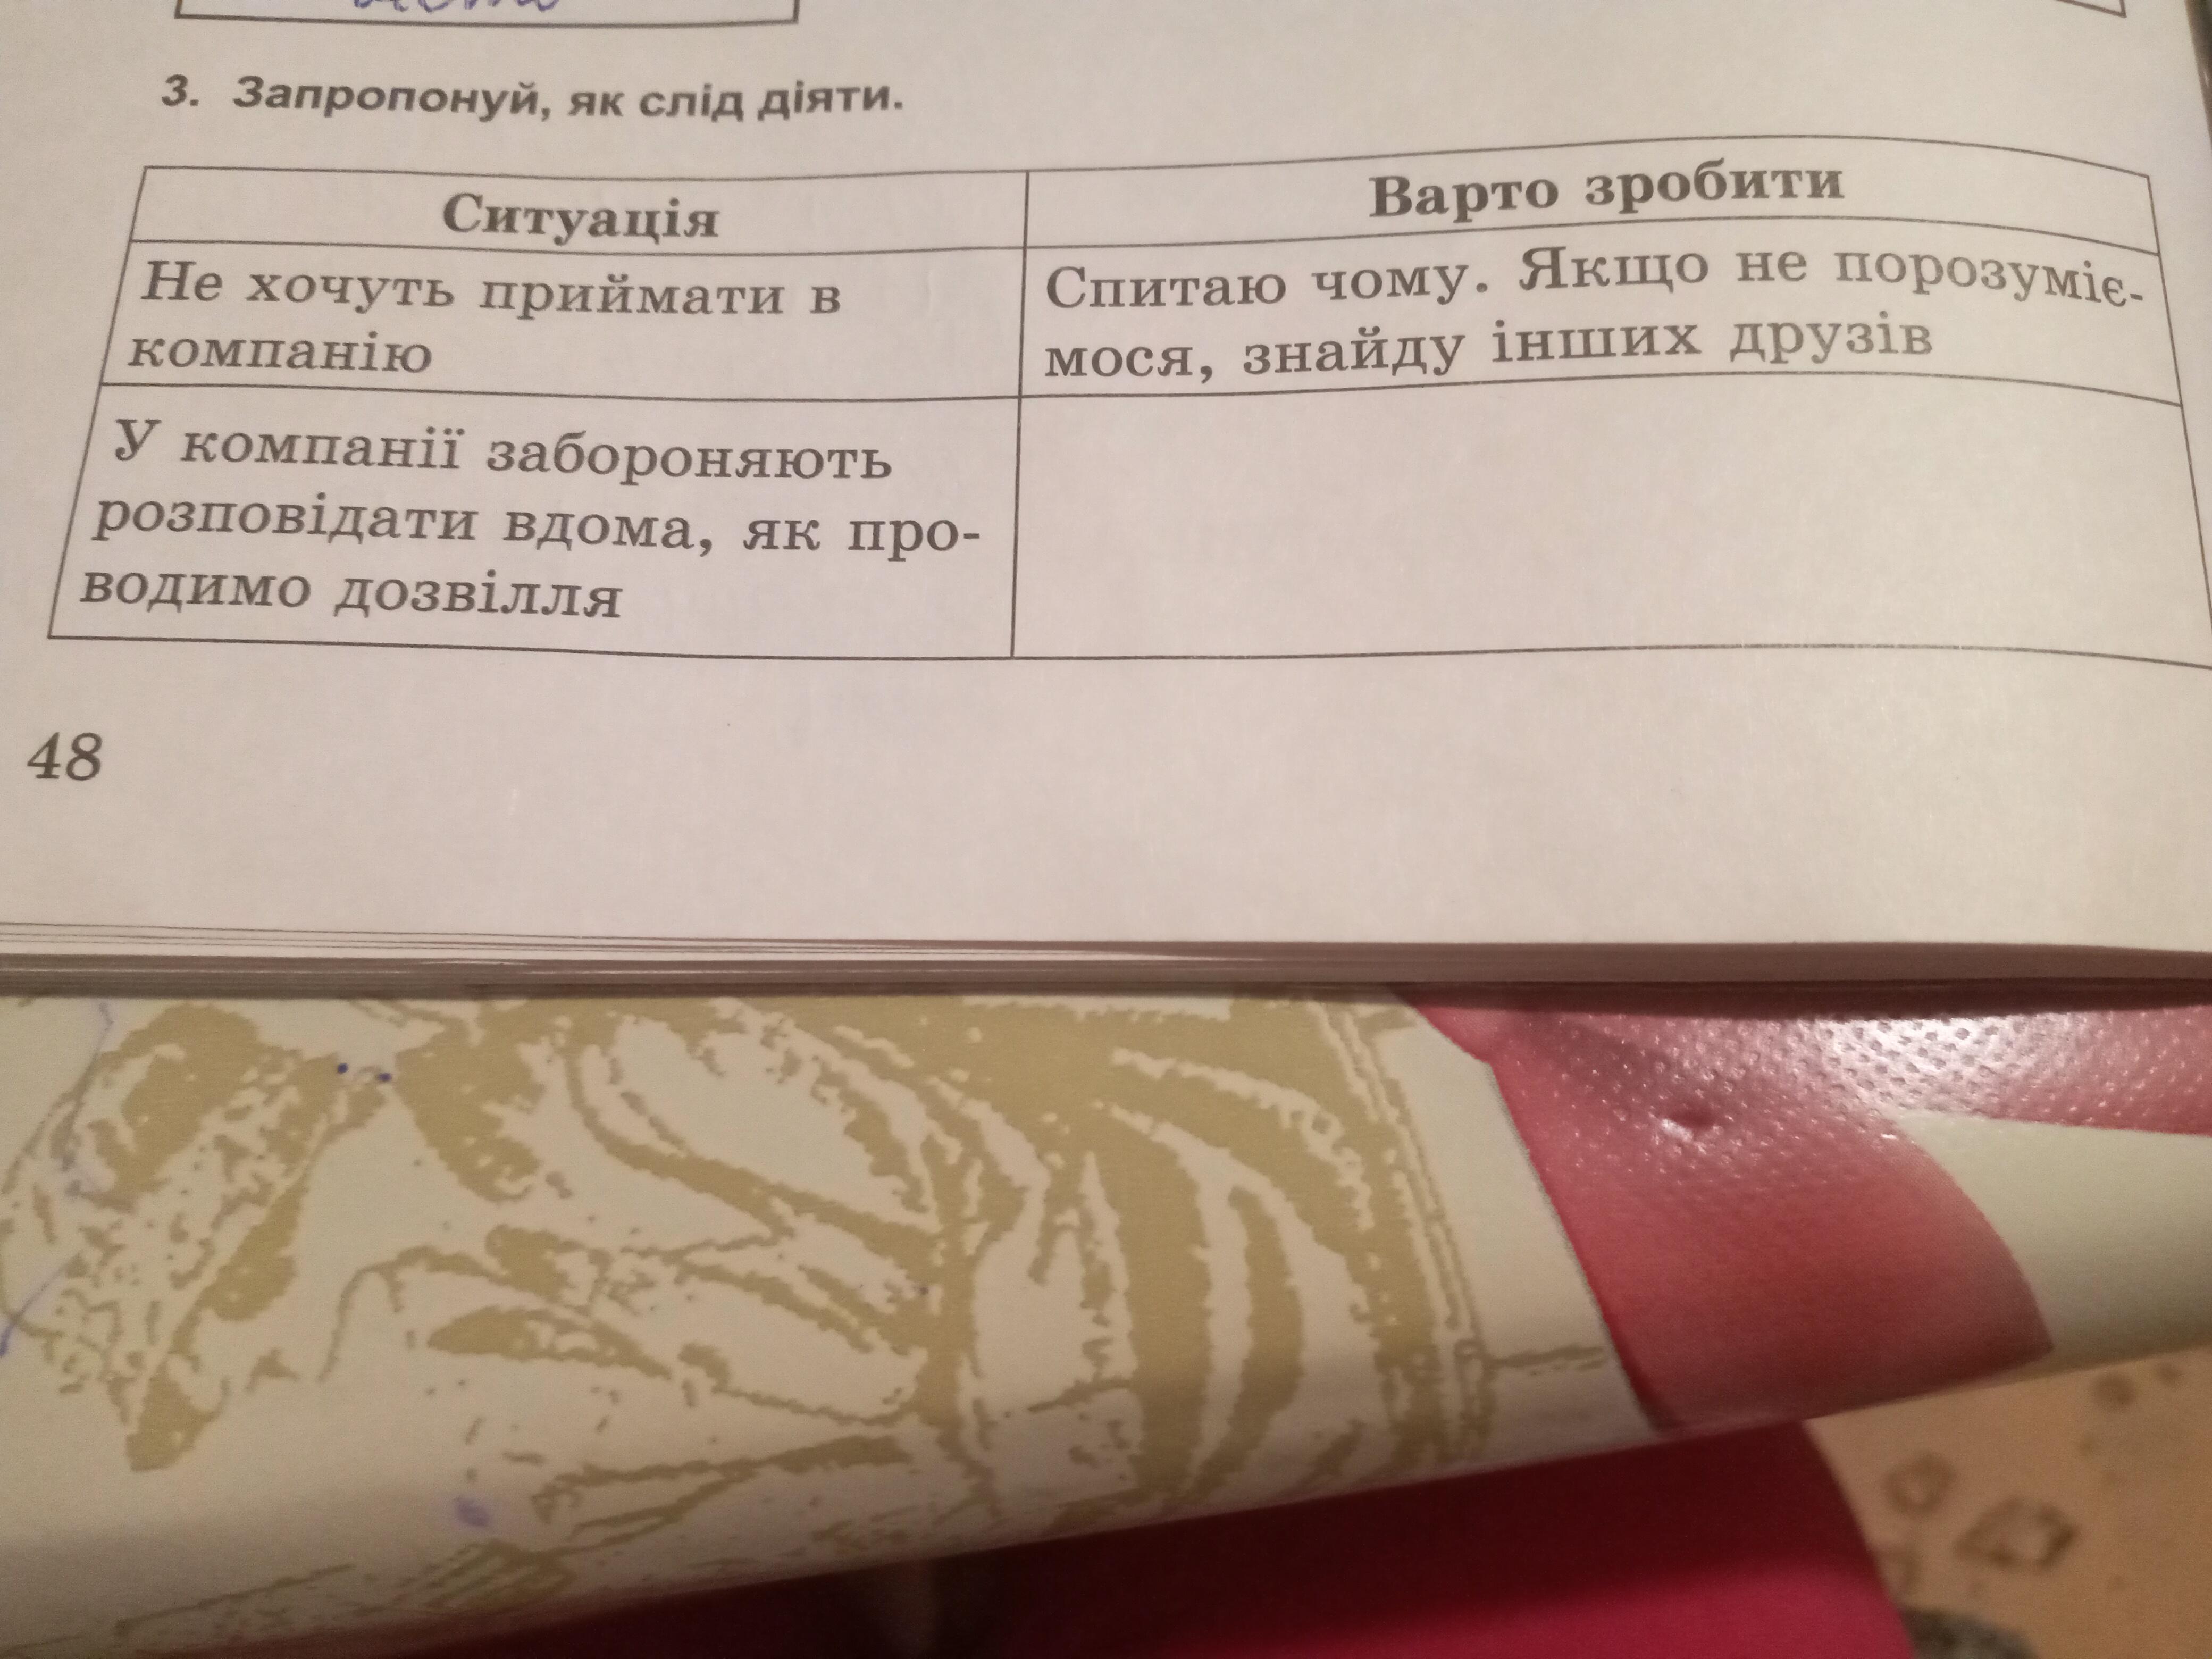 3. Запропонуй, як слід діяти.
Ситуація
Варто зробити
Не хочуть приймати в
компанію
Спитаю чому. Якщо не порозуміє-
мося, знайду інших друзів
У компанії забороняють
розповідати вдома, як про-
водимо дозвілля
48